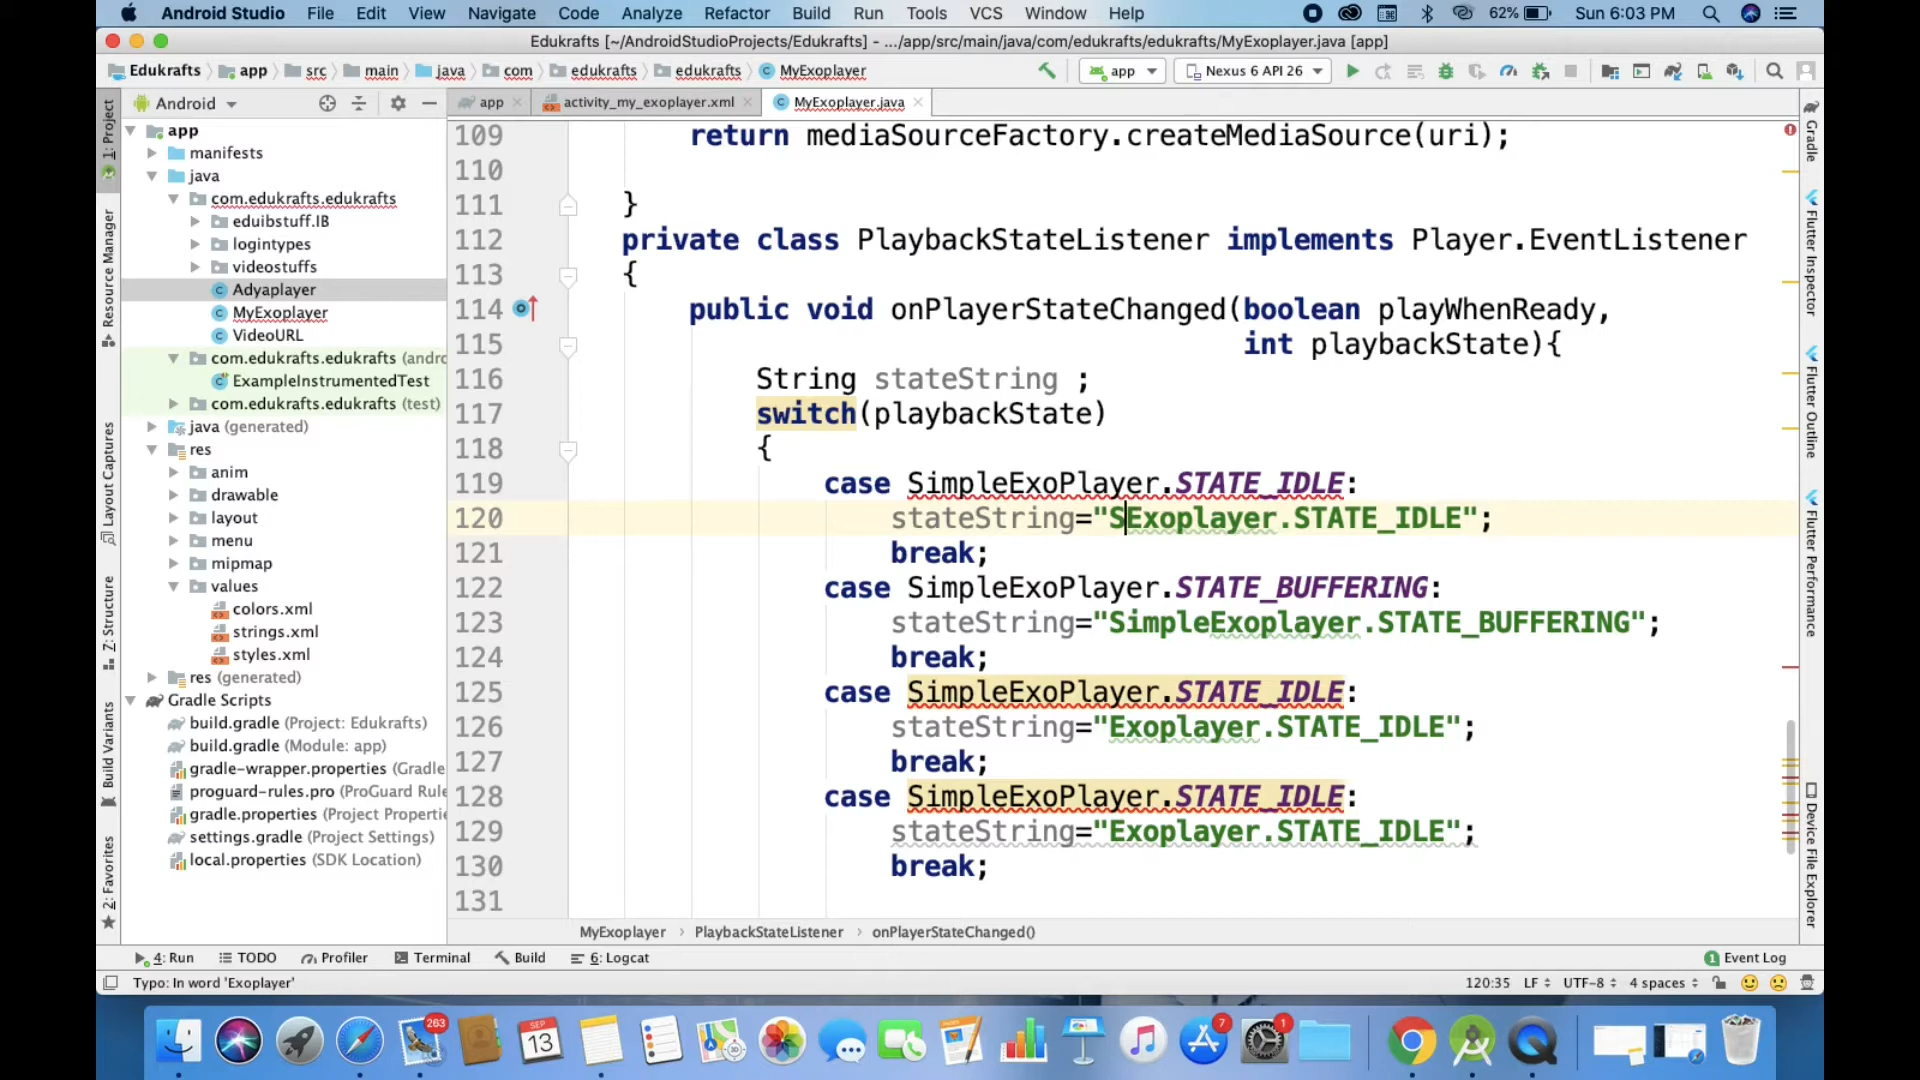 Android Studio File Edit View Navigate Code Analyze Refactor Build Run Tools VCS Window Help 62% Sun 6:03 PM
Edukrafts [~/AndroidStudioProjects/Edukrafts] - .../app/src/main/java/com/edukrafts/edukrafts/MyExoplayer.java [app]
Edukrafts app src main java com edukrafts edukrafts MyExoplayer app Nexus 6 API 26
Android app activity_my_exoplayer.xml MyExoplayer.java
1: Project
Resource Manager
Layout Captures
Z: Structure
Build Variants
2: Favorites
app
manifests
java
com.edukrafts.edukrafts
eduibstuff.lB
logintypes
videostuffs
Adyaplayer
MyExoplayer
VideoURL
com.edukrafts.edukrafts (andro
ExampleInstrumentedTest
com.edukrafts.edukrafts (test)
java (generated)
res
anim
drawable
layout
menu
mipmap
values
colors.xml
strings.xml
styles.xml
res (generated)
Gradle Scripts
build.gradle (Project: Edukrafts)
build.gradle (Module: app)
gradle-wrapper.properties (Gradle
proguard-rules.pro (ProGuard Rule
gradle.properties (Project Properti
settings.gradle (Project Settings)
local.properties (SDK Location)
109 return mediaSourceFactory.createMediaSource(uri);
110
111 }
112 private class PlaybackStateListener implements Player.EventListener
113 {
114 public void onPlayerStateChanged(boolean playWhenReady,
115 int playbackState){
116 String stateString ;
117 switch(playbackState)
118 {
119 case SimpleExoPlayer.STATE_IDLE:
120 stateString="SExoplayer.STATE_IDLE";
121 break;
122 case SimpleExoPlayer.STATE_BUFFERING:
123 stateString="SimpleExoplayer.STATE_BUFFERING";
124 break;
125 case SimpleExoPlayer.STATE_IDLE:
126 stateString="Exoplayer.STATE_IDLE";
127 break;
128 case SimpleExoPlayer.STATE_IDLE:
129 stateString="Exoplayer.STATE_IDLE";
130 break;
131
Gradle
Flutter Inspector
Flutter Outline
Flutter Performance
Device File Explorer
MyExoplayer PlaybackStateListener onPlayerStateChanged()
4: Run TODO Profiler Terminal Build 6: Logcat 1 Event Log
Typo: In word 'Exoplayer' 120:35 LF UTF-8 4 spaces
263 SEP 13 7 1